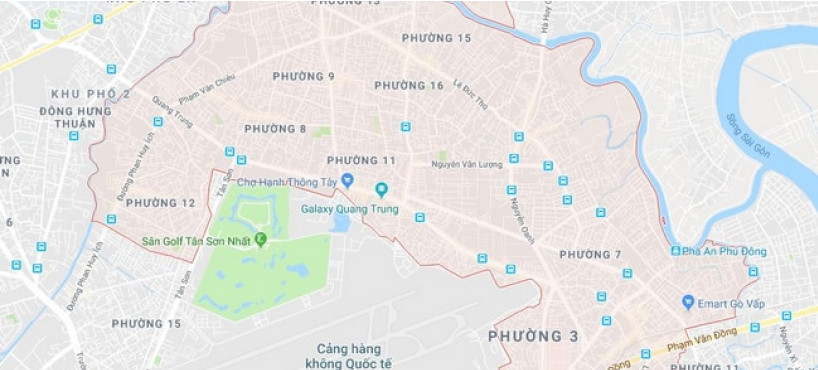 PHƯỜNG 13
PHƯỜNG 15
Hà Huy
KHU PHỐ 2
ĐÔNG HƯNG
THUẬN
Quang Trung
Phạm Văn Chiêu
PHƯỜNG 9
PHƯỜNG 16
Lê Đức Thọ
PHƯỜNG 8
Đường Phan Huy Ích
PHƯỜNG 11
Nguyễn Văn Lượng
Sông Sài Gòn
Tân Sơn
Chợ Hạnh Thông Tây
Galaxy Quang Trung
PHƯỜNG 12
6
Nguyễn Oanh
Sân Golf Tân Sơn Nhất
Đường Phan Huy Ích
Tân Sơn
PHƯỜNG 7
Phà An Phú Đông
Emart Gò Vấp
PHƯỜNG 15
PHƯỜNG 3
Phạm Văn Đồng
Cảng hàng
không Quốc tế
Đồng
Nguyễn Xí
PHƯỜNG 11